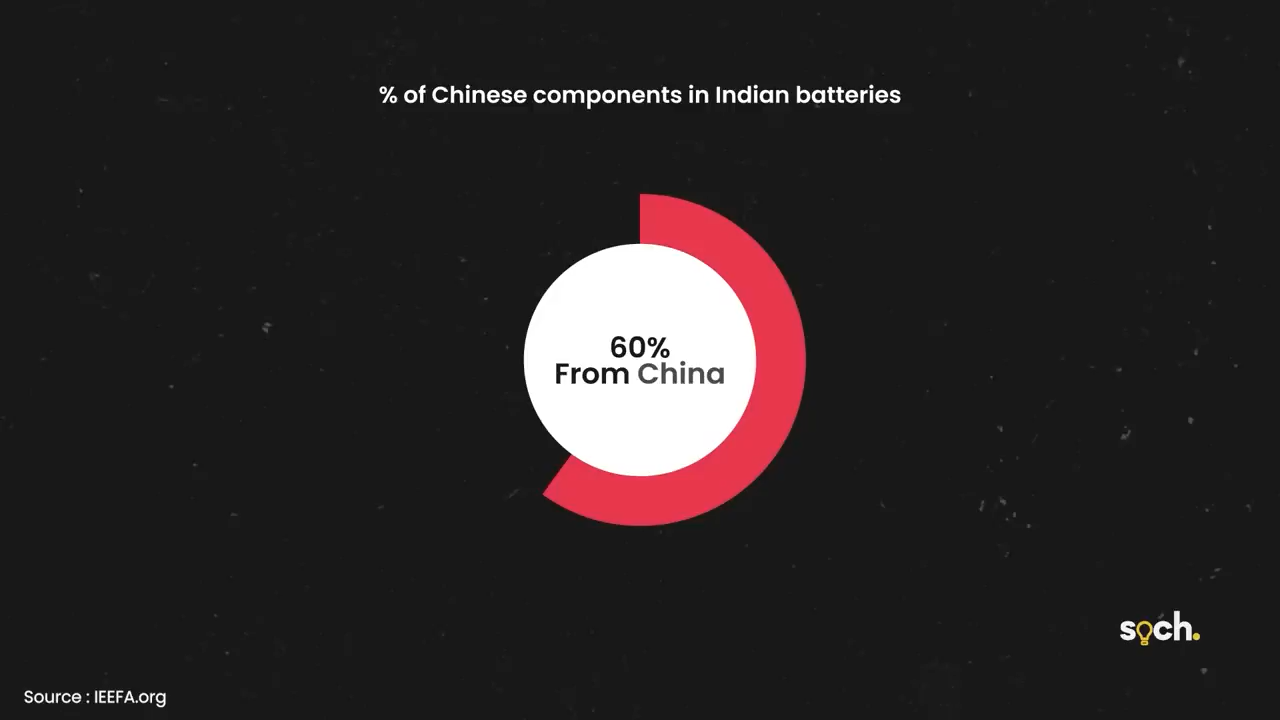 % of Chinese components in Indian batteries
60%
From China
soch.
Source : IEEFA.org